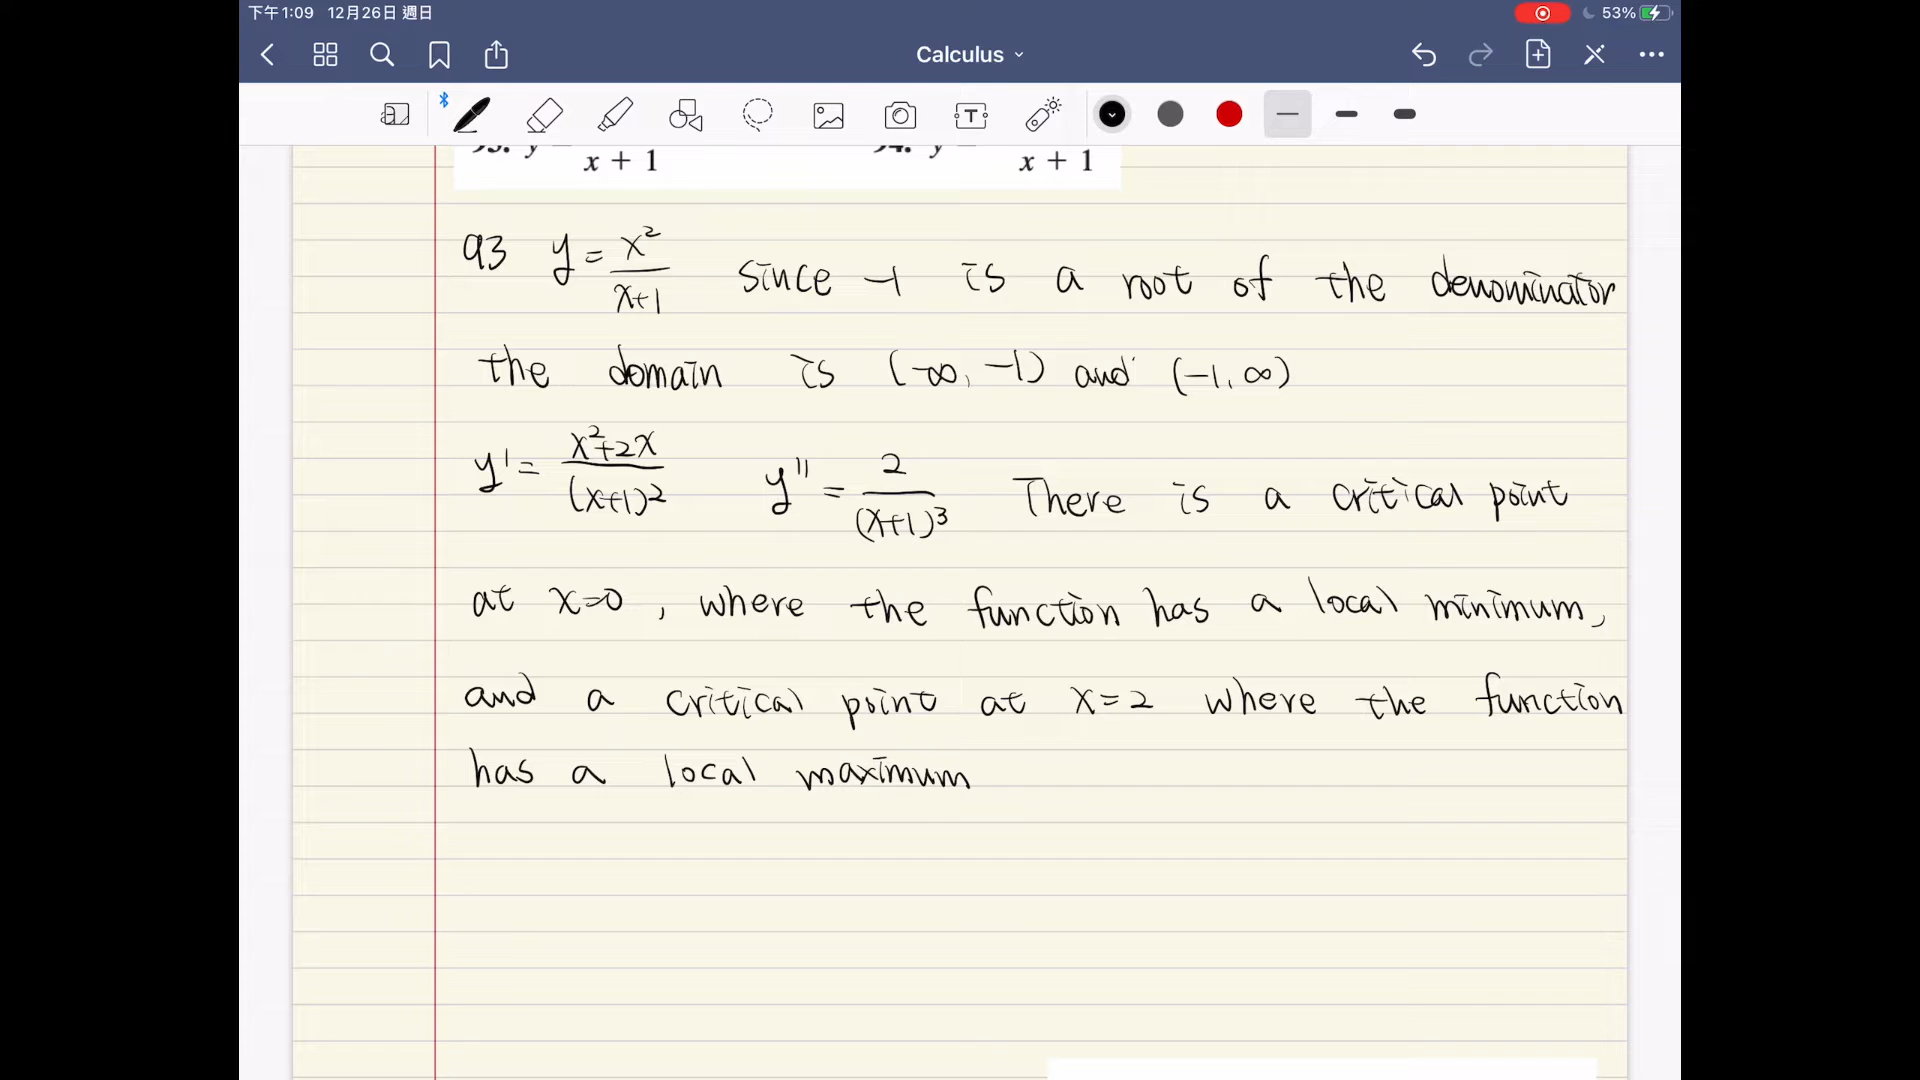 下午1:09 12月26日 週日
53%
Calculus
T
x + 1
x + 1
93 y = x²/(x+1) since -1 is a root of the denominator
the domain is (-∞, -1) and (-1, ∞)
y' = (x²+2x)/(x+1)² y'' = 2/(x+1)³ There is a critical point
at x=0, where the function has a local minimum,
and a critical point at x=2 where the function
has a local maximum